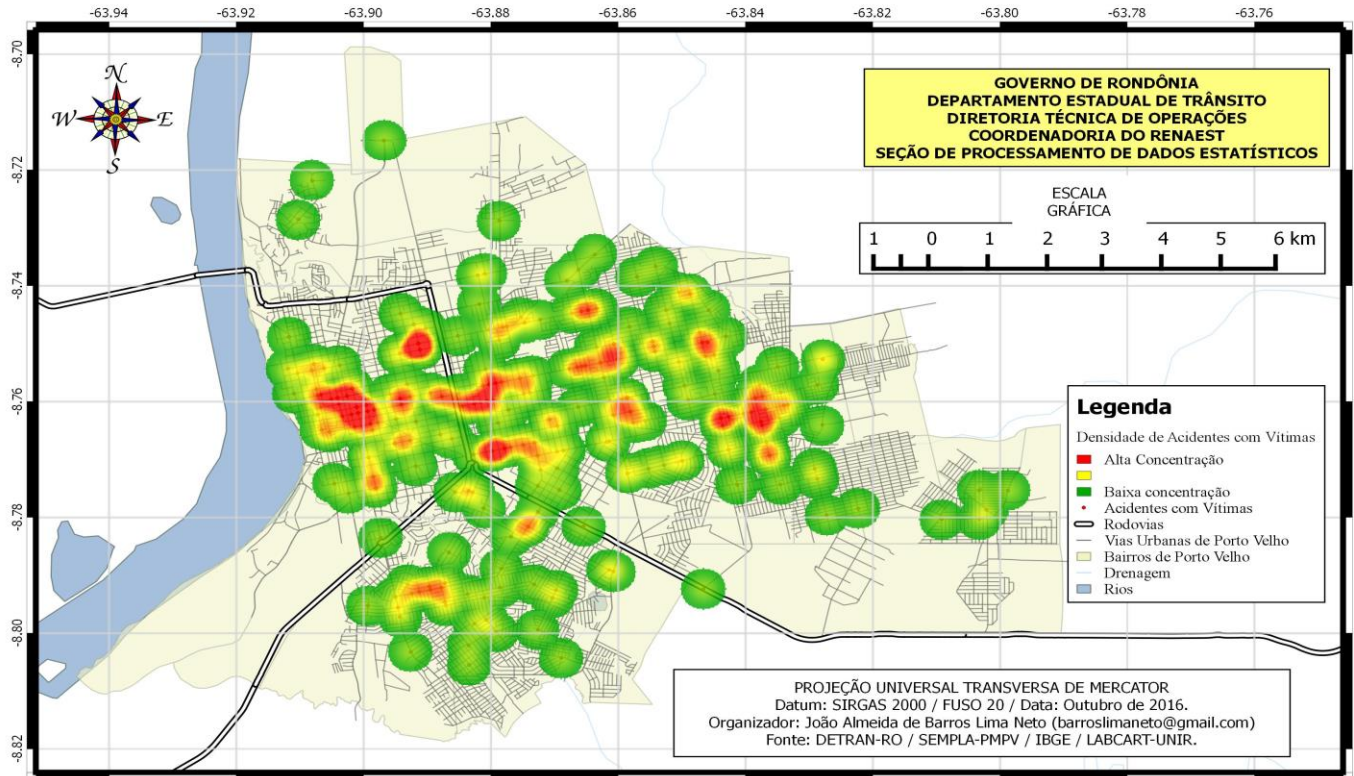 -63.94 -63.92 -63.90 -63.88 -63.86 -63.84 -63.82 -63.80 -63.78 -63.76
-8.70
-8.72
-8.74
-8.76
-8.78
-8.80
-8.82
N
W E
S
GOVERNO DE RONDÔNIA
DEPARTAMENTO ESTADUAL DE TRÂNSITO
DIRETORIA TÉCNICA DE OPERAÇÕES
COORDENADORIA DO RENAEST
SEÇÃO DE PROCESSAMENTO DE DADOS ESTATÍSTICOS
ESCALA
GRÁFICA
1 0 1 2 3 4 5 6 km
Legenda
Densidade de Acidentes com Vítimas
Alta Concentração
Baixa concentração
Acidentes com Vítimas
Rodovias
Vias Urbanas de Porto Velho
Bairros de Porto Velho
Drenagem
Rios
PROJEÇÃO UNIVERSAL TRANSVERSA DE MERCATOR
Datum: SIRGAS 2000 / FUSO 20 / Data: Outubro de 2016.
Organizador: João Almeida de Barros Lima Neto (barroslimaneto@gmail.com)
Fonte: DETRAN-RO / SEMPLA-PMPV / IBGE / LABCART-UNIR.